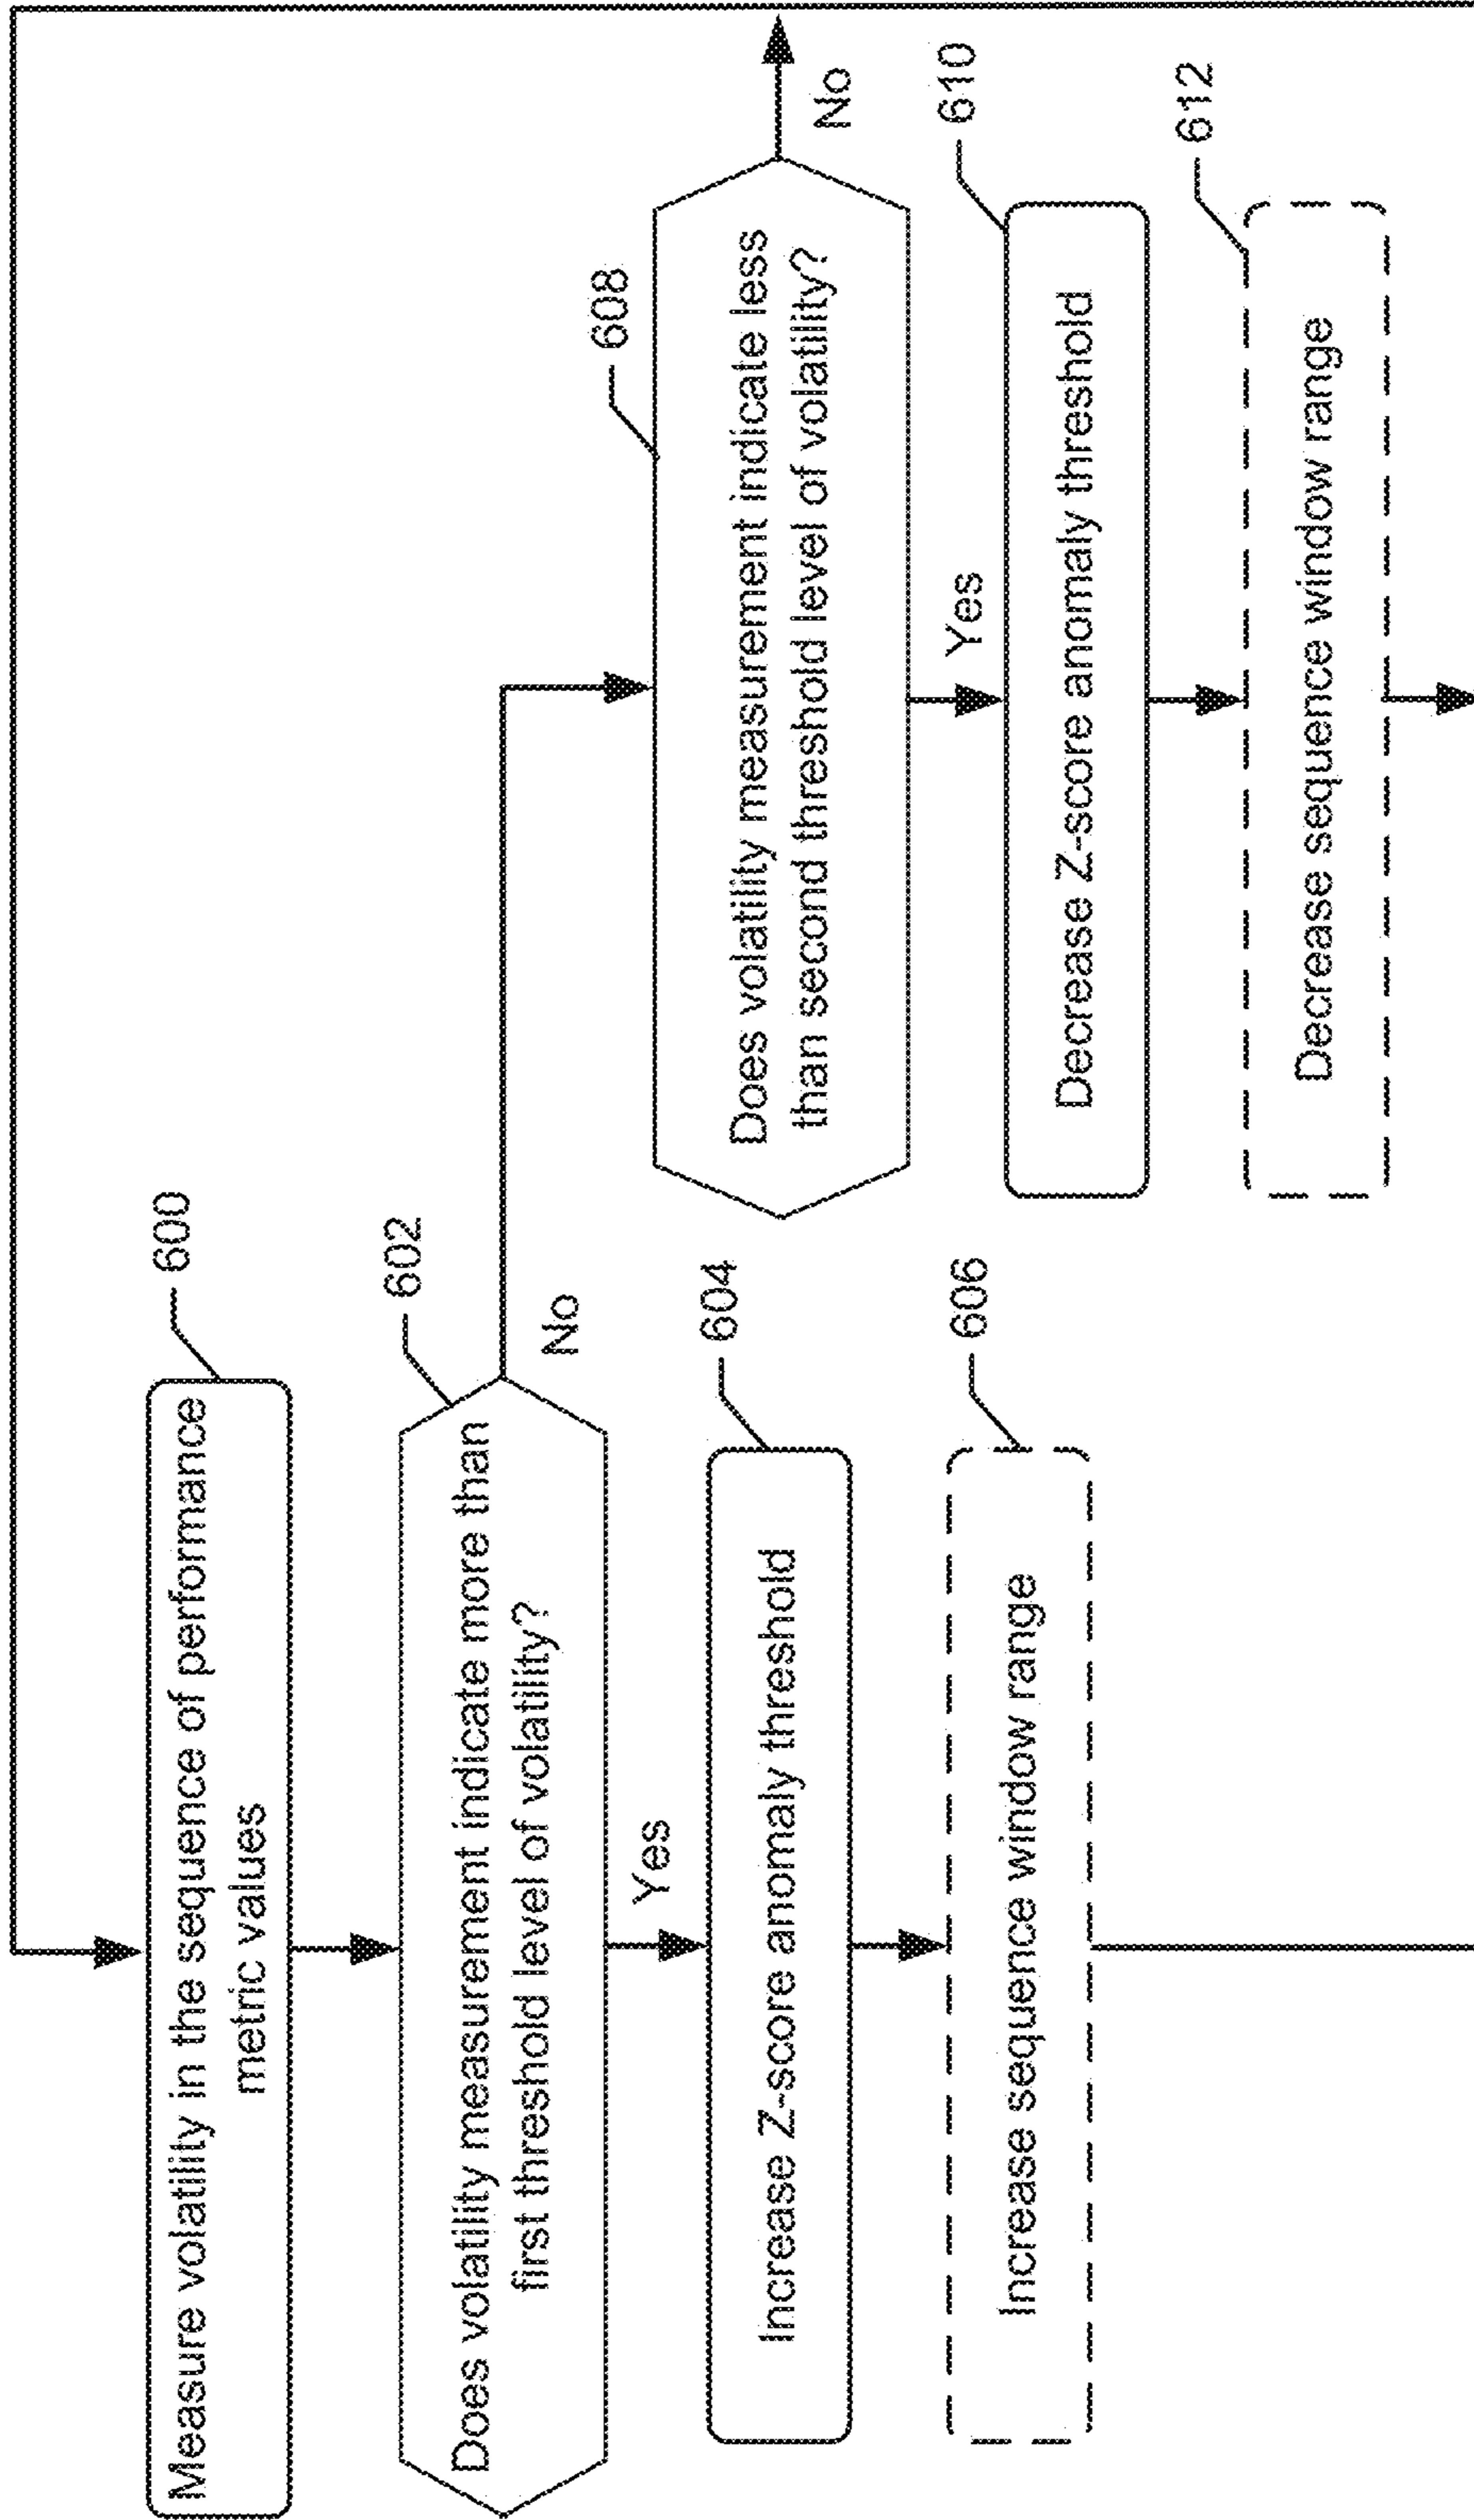 600
Measure volatility in the sequence of performance
metric values
602
Does volatility measurement indicate more than
first threshold level of volatility?
No
Yes
604
Increase Z-score anomaly threshold
606
Increase sequence window range
608
Does volatility measurement indicate less
than second threshold level of volatility?
No
Yes
610
Decrease Z-score anomaly threshold
612
Decrease sequence window range